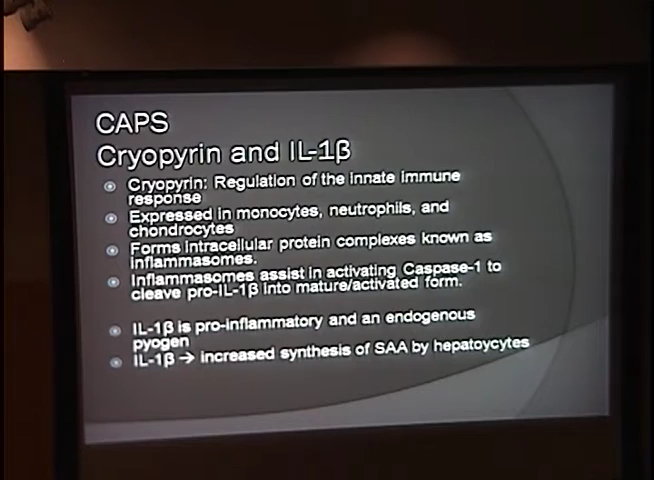 CAPS
Cryopyrin and IL-1β
Cryopyrin: Regulation of the innate immune
response
Expressed in monocytes, neutrophils, and
chondrocytes
Forms intracellular protein complexes known as
inflammasomes.
Inflammasomes assist in activating Caspase-1 to
cleave pro-IL-1β into mature/activated form.
IL-1β is pro-inflammatory and an endogenous
pyogen
IL-1β → increased synthesis of SAA by hepatoycytes